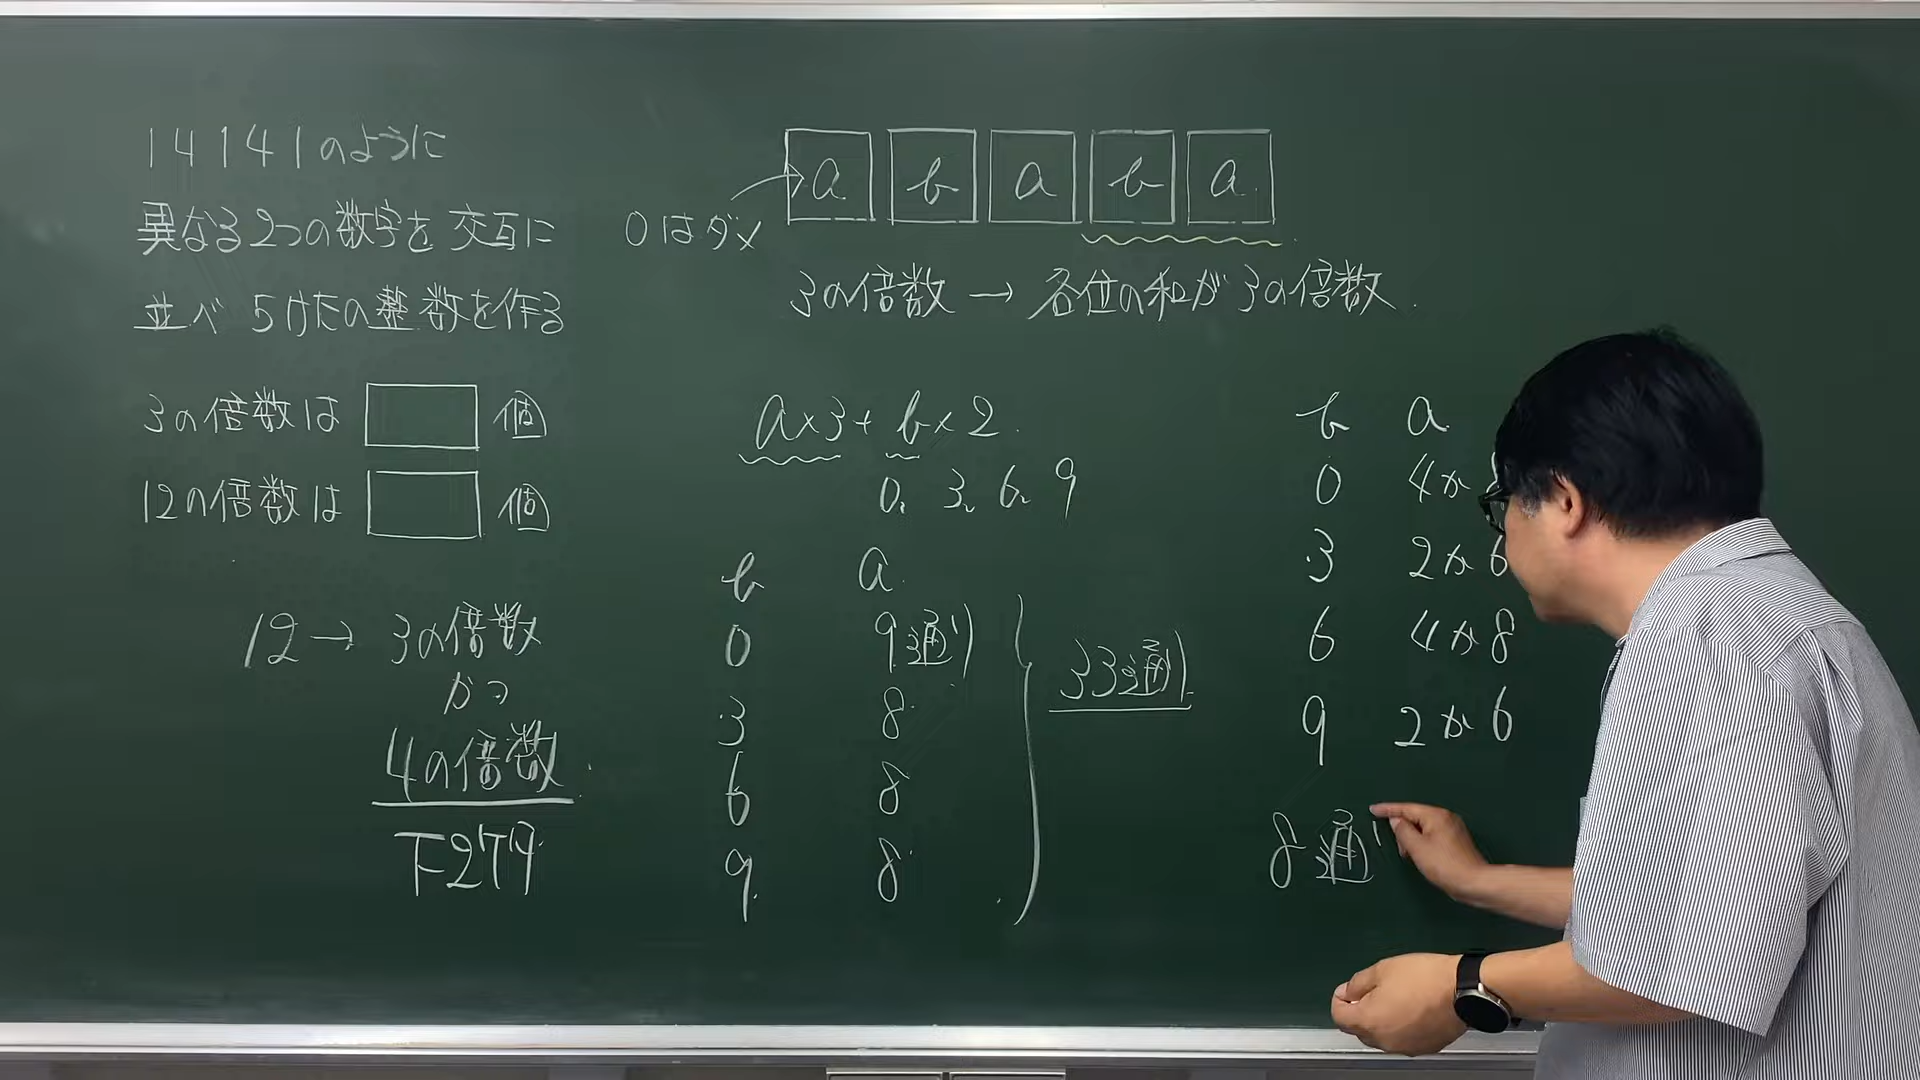 14141のように
異なる2つの数字を交互に
並べ 5けたの整数を作る
3の倍数は 個
12の倍数は 個
12→ 3の倍数
かつ
4の倍数
下2ケタ
a b a b a
0はダメ
3の倍数 → 各位の和が3の倍数
a×3+b×2
0, 3, 6, 9
b a
0 9通り
3 8
6 8
9 8
33通り
b a
0 4か
3 2か6
6 4か8
9 2か6
8通り